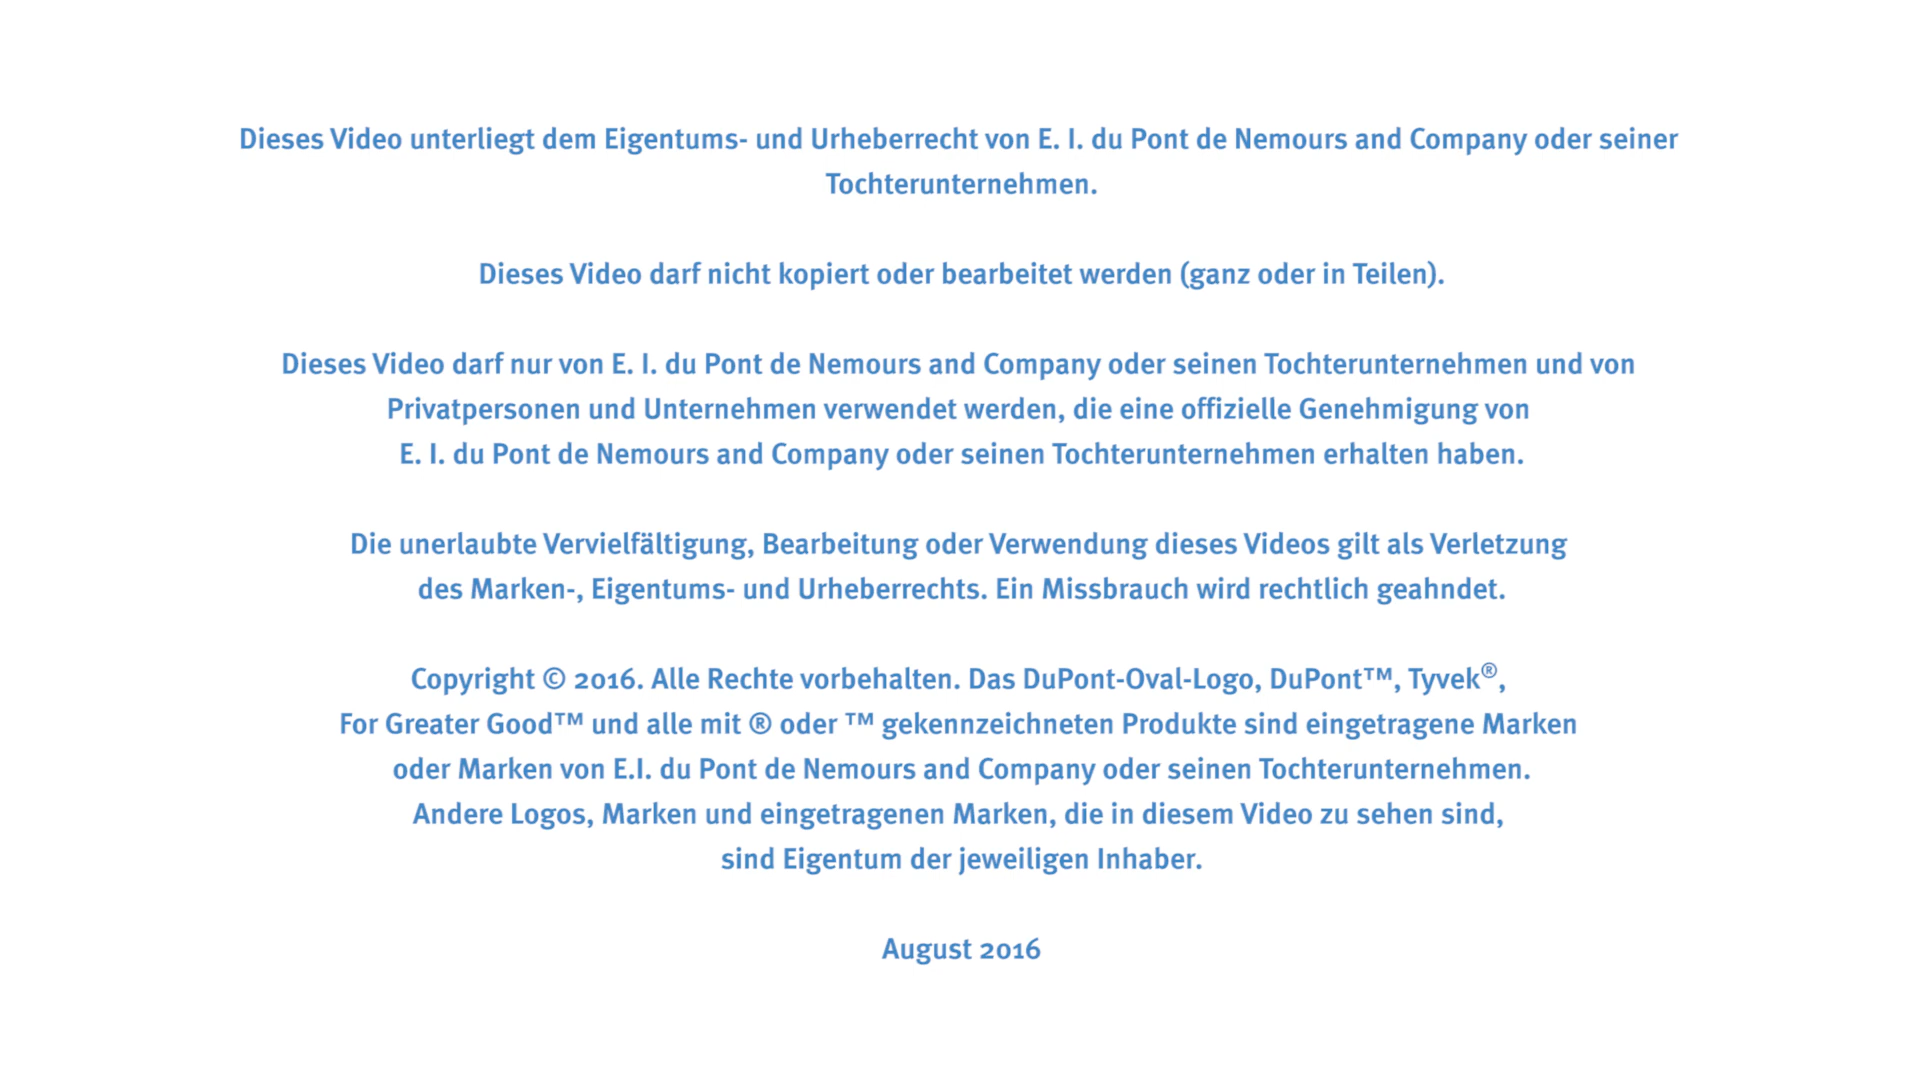 Dieses Video unterliegt dem Eigentums- und Urheberrecht von E. I. du Pont de Nemours and Company oder seiner
Tochterunternehmen.
Dieses Video darf nicht kopiert oder bearbeitet werden (ganz oder in Teilen).
Dieses Video darf nur von E. I. du Pont de Nemours and Company oder seinen Tochterunternehmen und von
Privatpersonen und Unternehmen verwendet werden, die eine offizielle Genehmigung von
E. I. du Pont de Nemours and Company oder seinen Tochterunternehmen erhalten haben.
Die unerlaubte Vervielfältigung, Bearbeitung oder Verwendung dieses Videos gilt als Verletzung
des Marken-, Eigentums- und Urheberrechts. Ein Missbrauch wird rechtlich geahndet.
Copyright © 2016. Alle Rechte vorbehalten. Das DuPont-Oval-Logo, DuPont™, Tyvek®,
For Greater Good™ und alle mit ® oder ™ gekennzeichneten Produkte sind eingetragene Marken
oder Marken von E.I. du Pont de Nemours and Company oder seinen Tochterunternehmen.
Andere Logos, Marken und eingetragenen Marken, die in diesem Video zu sehen sind,
sind Eigentum der jeweiligen Inhaber.
August 2016